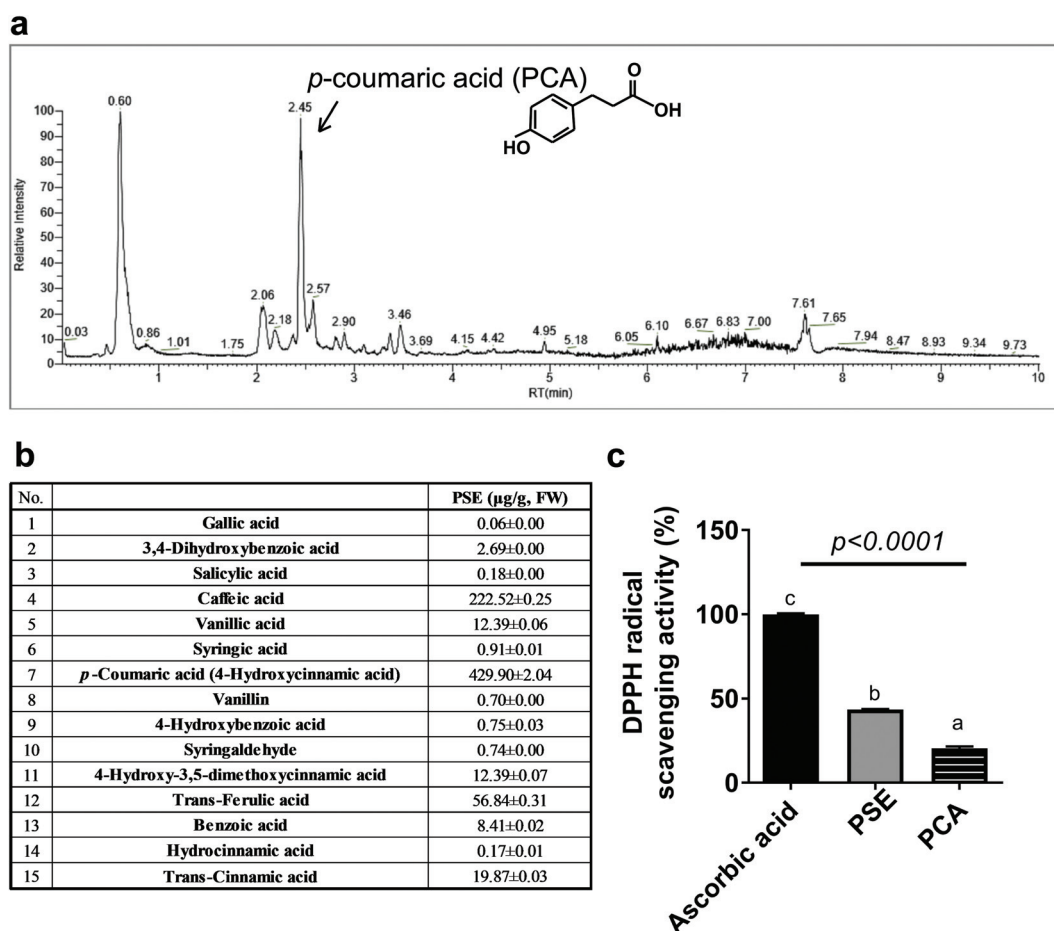 a
p-coumaric acid (PCA)
O
OH
HO
Relative Intensity
100
90
80
70
60
50
40
30
20
10
0
0.03
0.60
0.86
1.01
1.75
2.06
2.18
2.45
2.57
2.90
3.46
3.69
4.15
4.42
4.95
5.18
6.05
6.10
6.67
6.83
7.00
7.61
7.65
7.94
8.47
8.93
9.34
9.73
1 2 3 4 5 6 7 8 9 10
RT(min)
b
No. PSE (µg/g, FW)
1 Gallic acid 0.06±0.00
2 3,4-Dihydroxybenzoic acid 2.69±0.00
3 Salicylic acid 0.18±0.00
4 Caffeic acid 222.52±0.25
5 Vanillic acid 12.39±0.06
6 Syringic acid 0.91±0.01
7 p-Coumaric acid (4-Hydroxycinnamic acid) 429.90±2.04
8 Vanillin 0.70±0.00
9 4-Hydroxybenzoic acid 0.75±0.03
10 Syringaldehyde 0.74±0.00
11 4-Hydroxy-3,5-dimethoxycinnamic acid 12.39±0.07
12 Trans-Ferulic acid 56.84±0.31
13 Benzoic acid 8.41±0.02
14 Hydrocinnamic acid 0.17±0.01
15 Trans-Cinnamic acid 19.87±0.03
c
DPPH radical
scavenging activity (%)
150
100
50
0
p<0.0001
c
b
a
Ascorbic acid
PSE
PCA